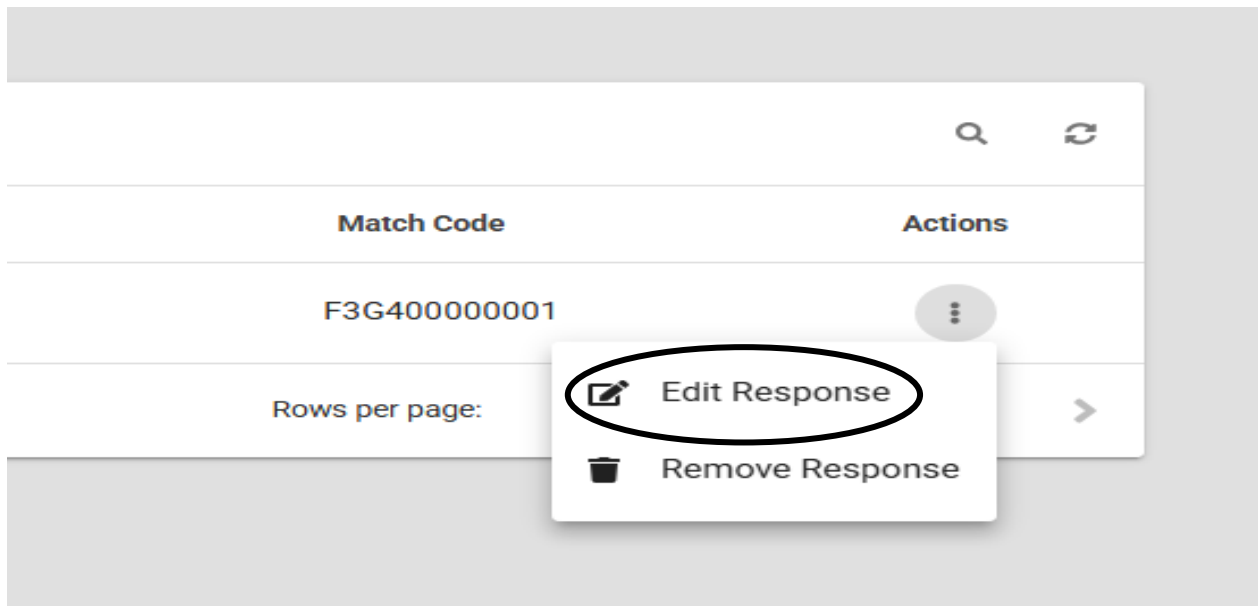 Match Code
Actions
F3G400000001
Edit Response
Rows per page:
Remove Response